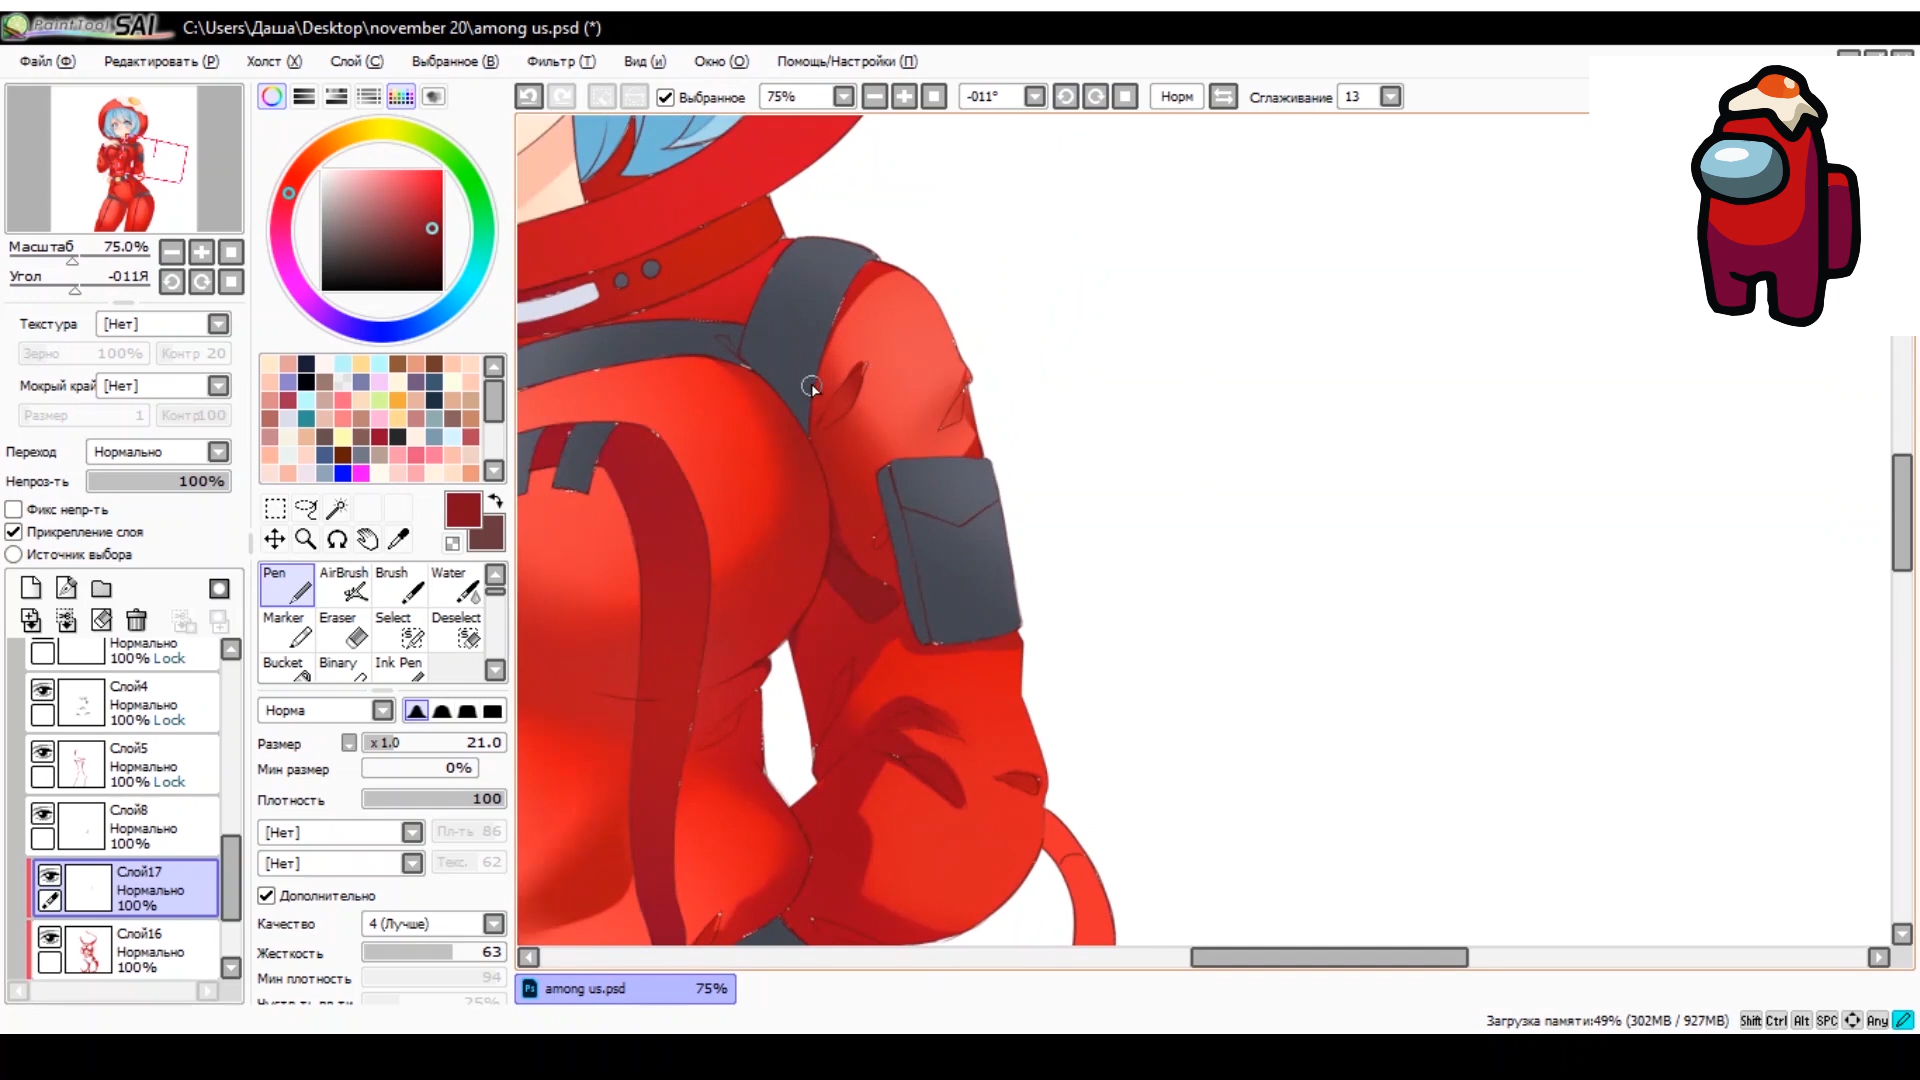 PaintTool SAI C:\Users\Даша\Desktop\november 20\among us.psd (*)
Файл (Ф) Редактировать (Р) Холст (Х) Слой (С) Выбранное (В) Фильтр (Т) Вид (и) Окно (О) Помощь/Настройки (П)
Выбранное 75% -011° Норм Сглаживание 13
Масштаб 75.0%
Угол -011Я
Текстура [Нет]
Зерно 100% Контр 20
Мокрый край [Нет]
Размер 1 Контр 100
Переход Нормально
Непроз-ть 100%
Фикс непр-ть
Прикрепление слоя
Источник выбора
Нормально
100% Lock
Слой4
Нормально
100% Lock
Слой5
Нормально
100% Lock
Слой8
Нормально
100%
Слой17
Нормально
100%
Слой16
Нормально
100%
Pen AirBrush Brush Water
Marker Eraser Select Deselect
Bucket Binary Ink Pen
Норма
Размер x 1.0 21.0
Мин размер 0%
Плотность 100
[Нет] Пл-ть 86
[Нет] Текс. 62
Дополнительно
Качество 4 (Лучше)
Жесткость 63
Мин плотность 94
25%
Ps among us.psd 75%
Загрузка памяти:49% (302MB / 927MB) Shift Ctrl Alt SPC Any